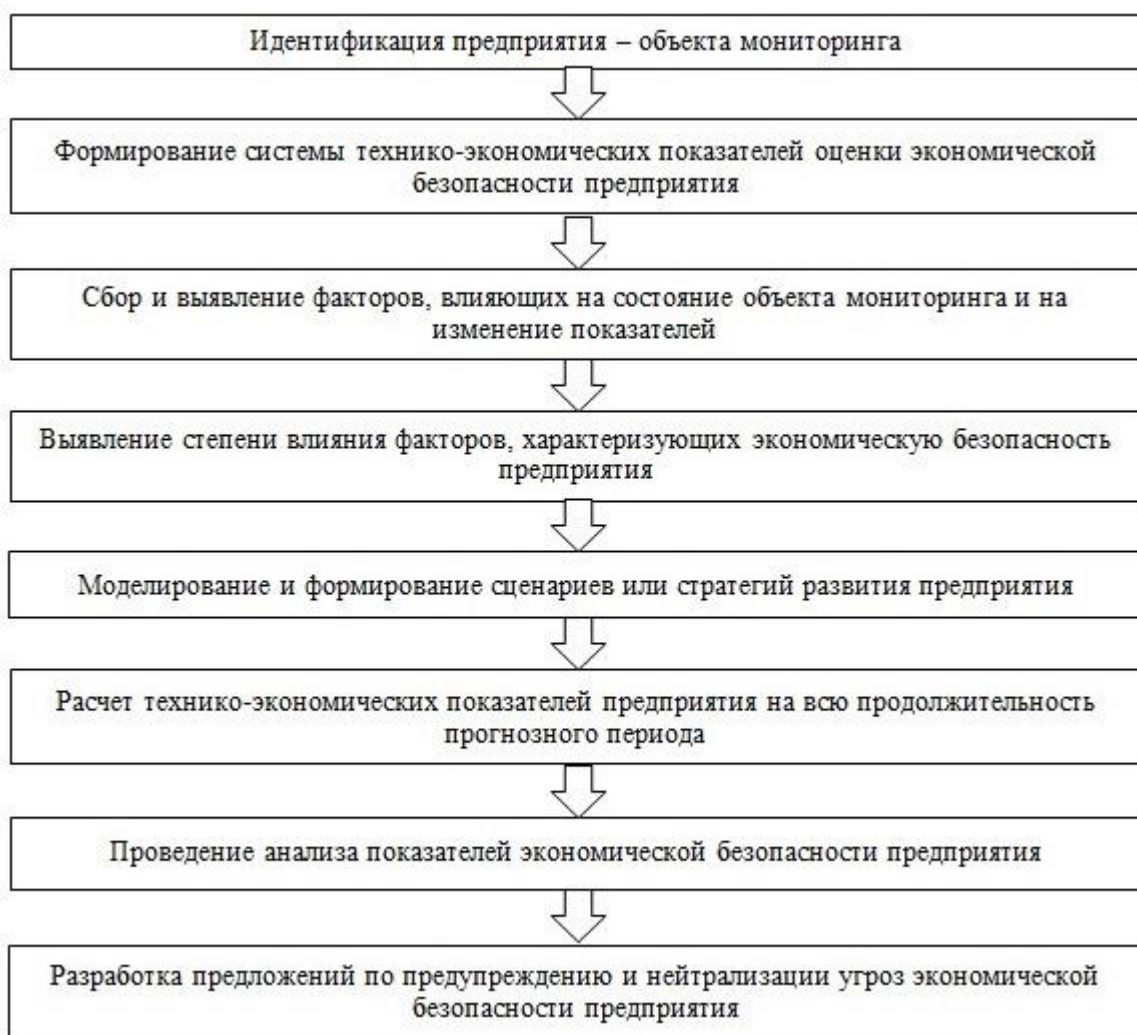 Идентификация предприятия – объекта мониторинга
Формирование системы технико-экономических показателей оценки экономической
безопасности предприятия
Сбор и выявление факторов, влияющих на состояние объекта мониторинга и на
изменение показателей
Выявление степени влияния факторов, характеризующих экономическую безопасность
предприятия
Моделирование и формирование сценариев или стратегий развития предприятия
Расчет технико-экономических показателей предприятия на всю продолжительность
прогнозного периода
Проведение анализа показателей экономической безопасности предприятия
Разработка предложений по предупреждению и нейтрализации угроз экономической
безопасности предприятия